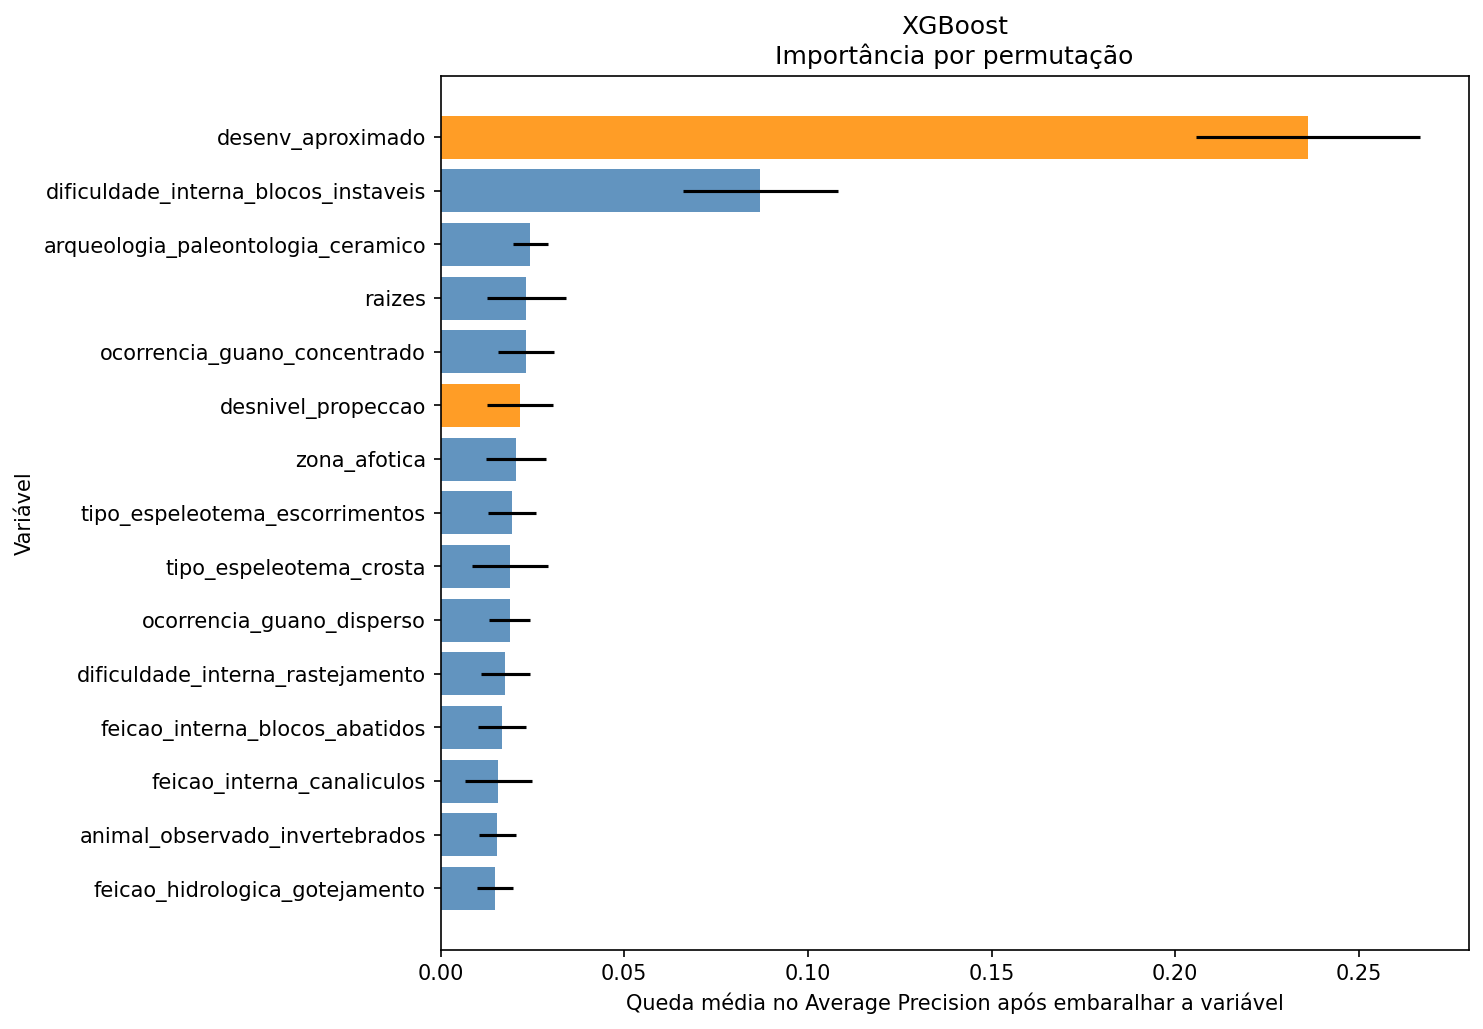 XGBoost
Importância por permutação
desenv_aproximado
dificuldade_interna_blocos_instaveis
arqueologia_paleontologia_ceramico
raizes
ocorrencia_guano_concentrado
desnivel_propeccao
zona_afotica
tipo_espeleotema_escorrimentos
tipo_espeleotema_crosta
ocorrencia_guano_disperso
dificuldade_interna_rastejamento
feicao_interna_blocos_abatidos
feicao_interna_canaliculos
animal_observado_invertebrados
feicao_hidrologica_gotejamento
Variável
0.00 0.05 0.10 0.15 0.20 0.25
Queda média no Average Precision após embaralhar a variável